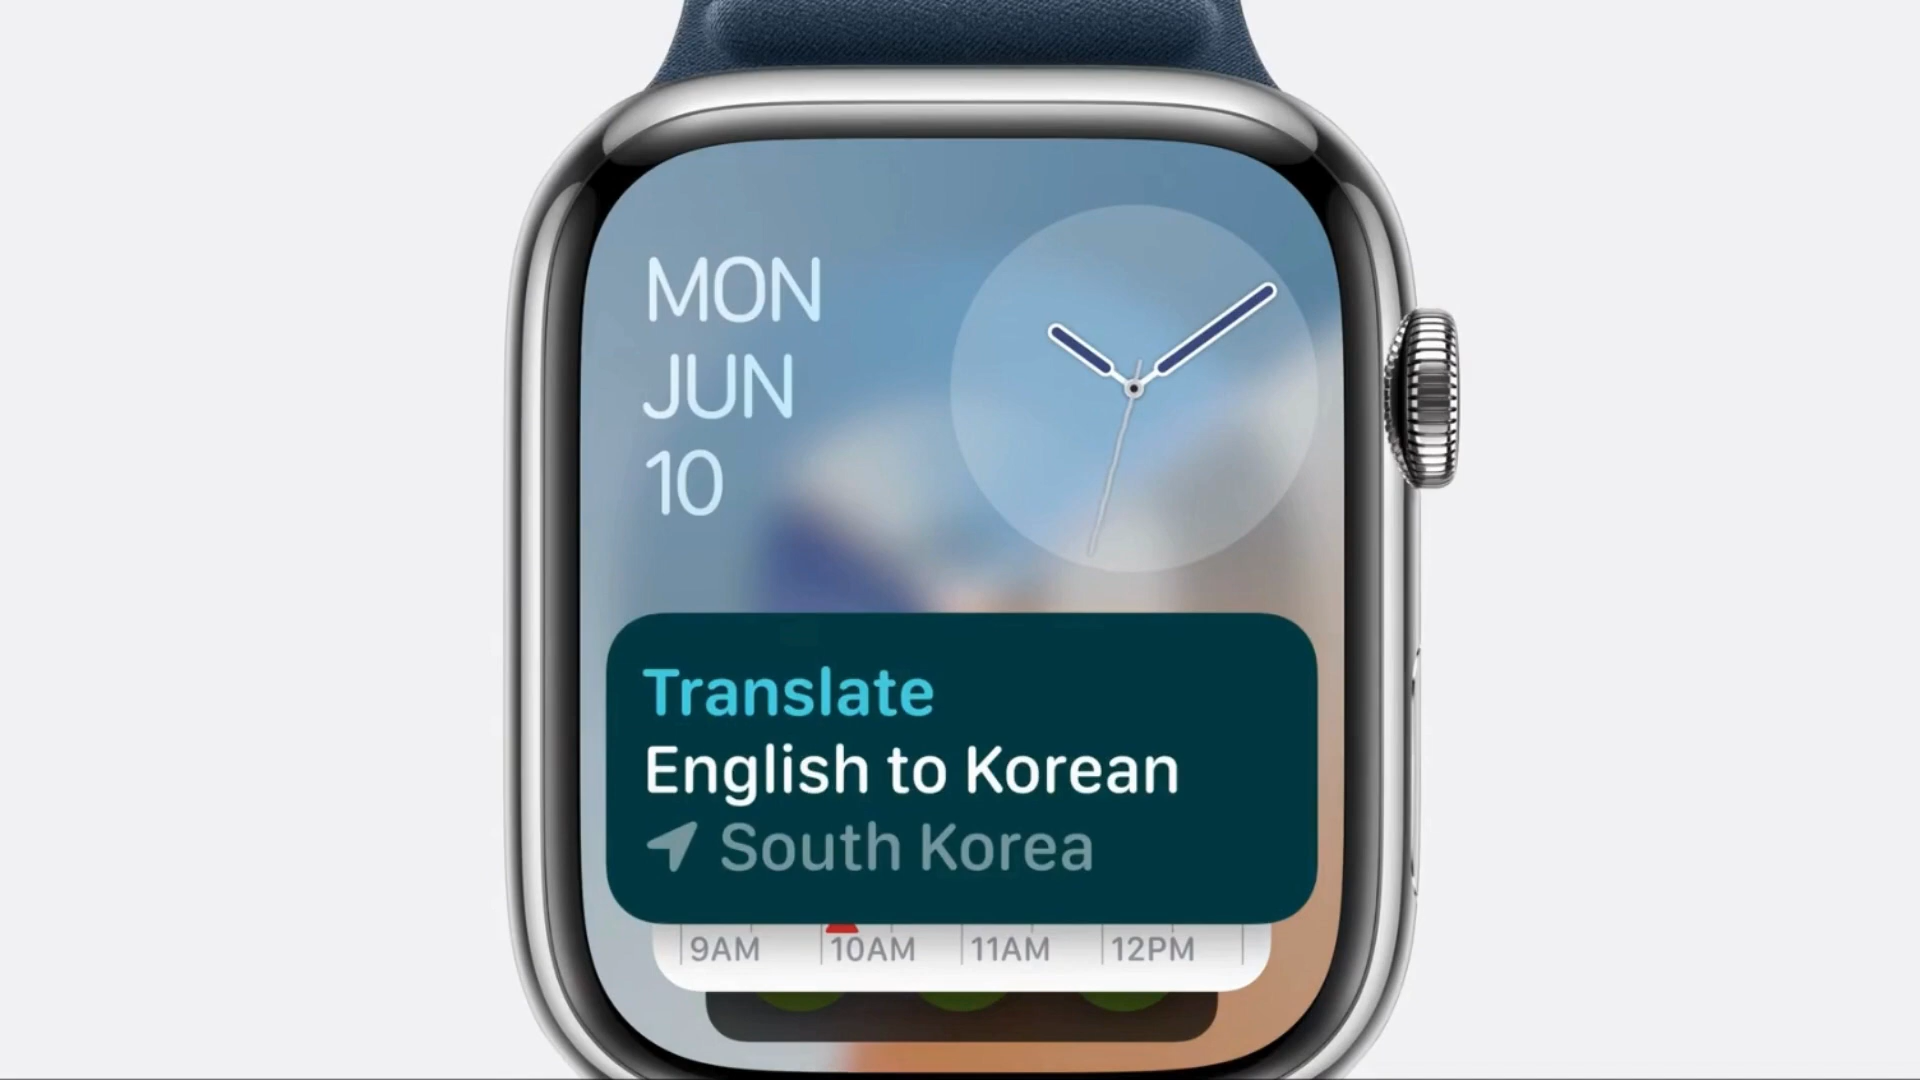 MON
JUN
10
Translate
English to Korean
South Korea
9AM 10AM 11AM 12PM